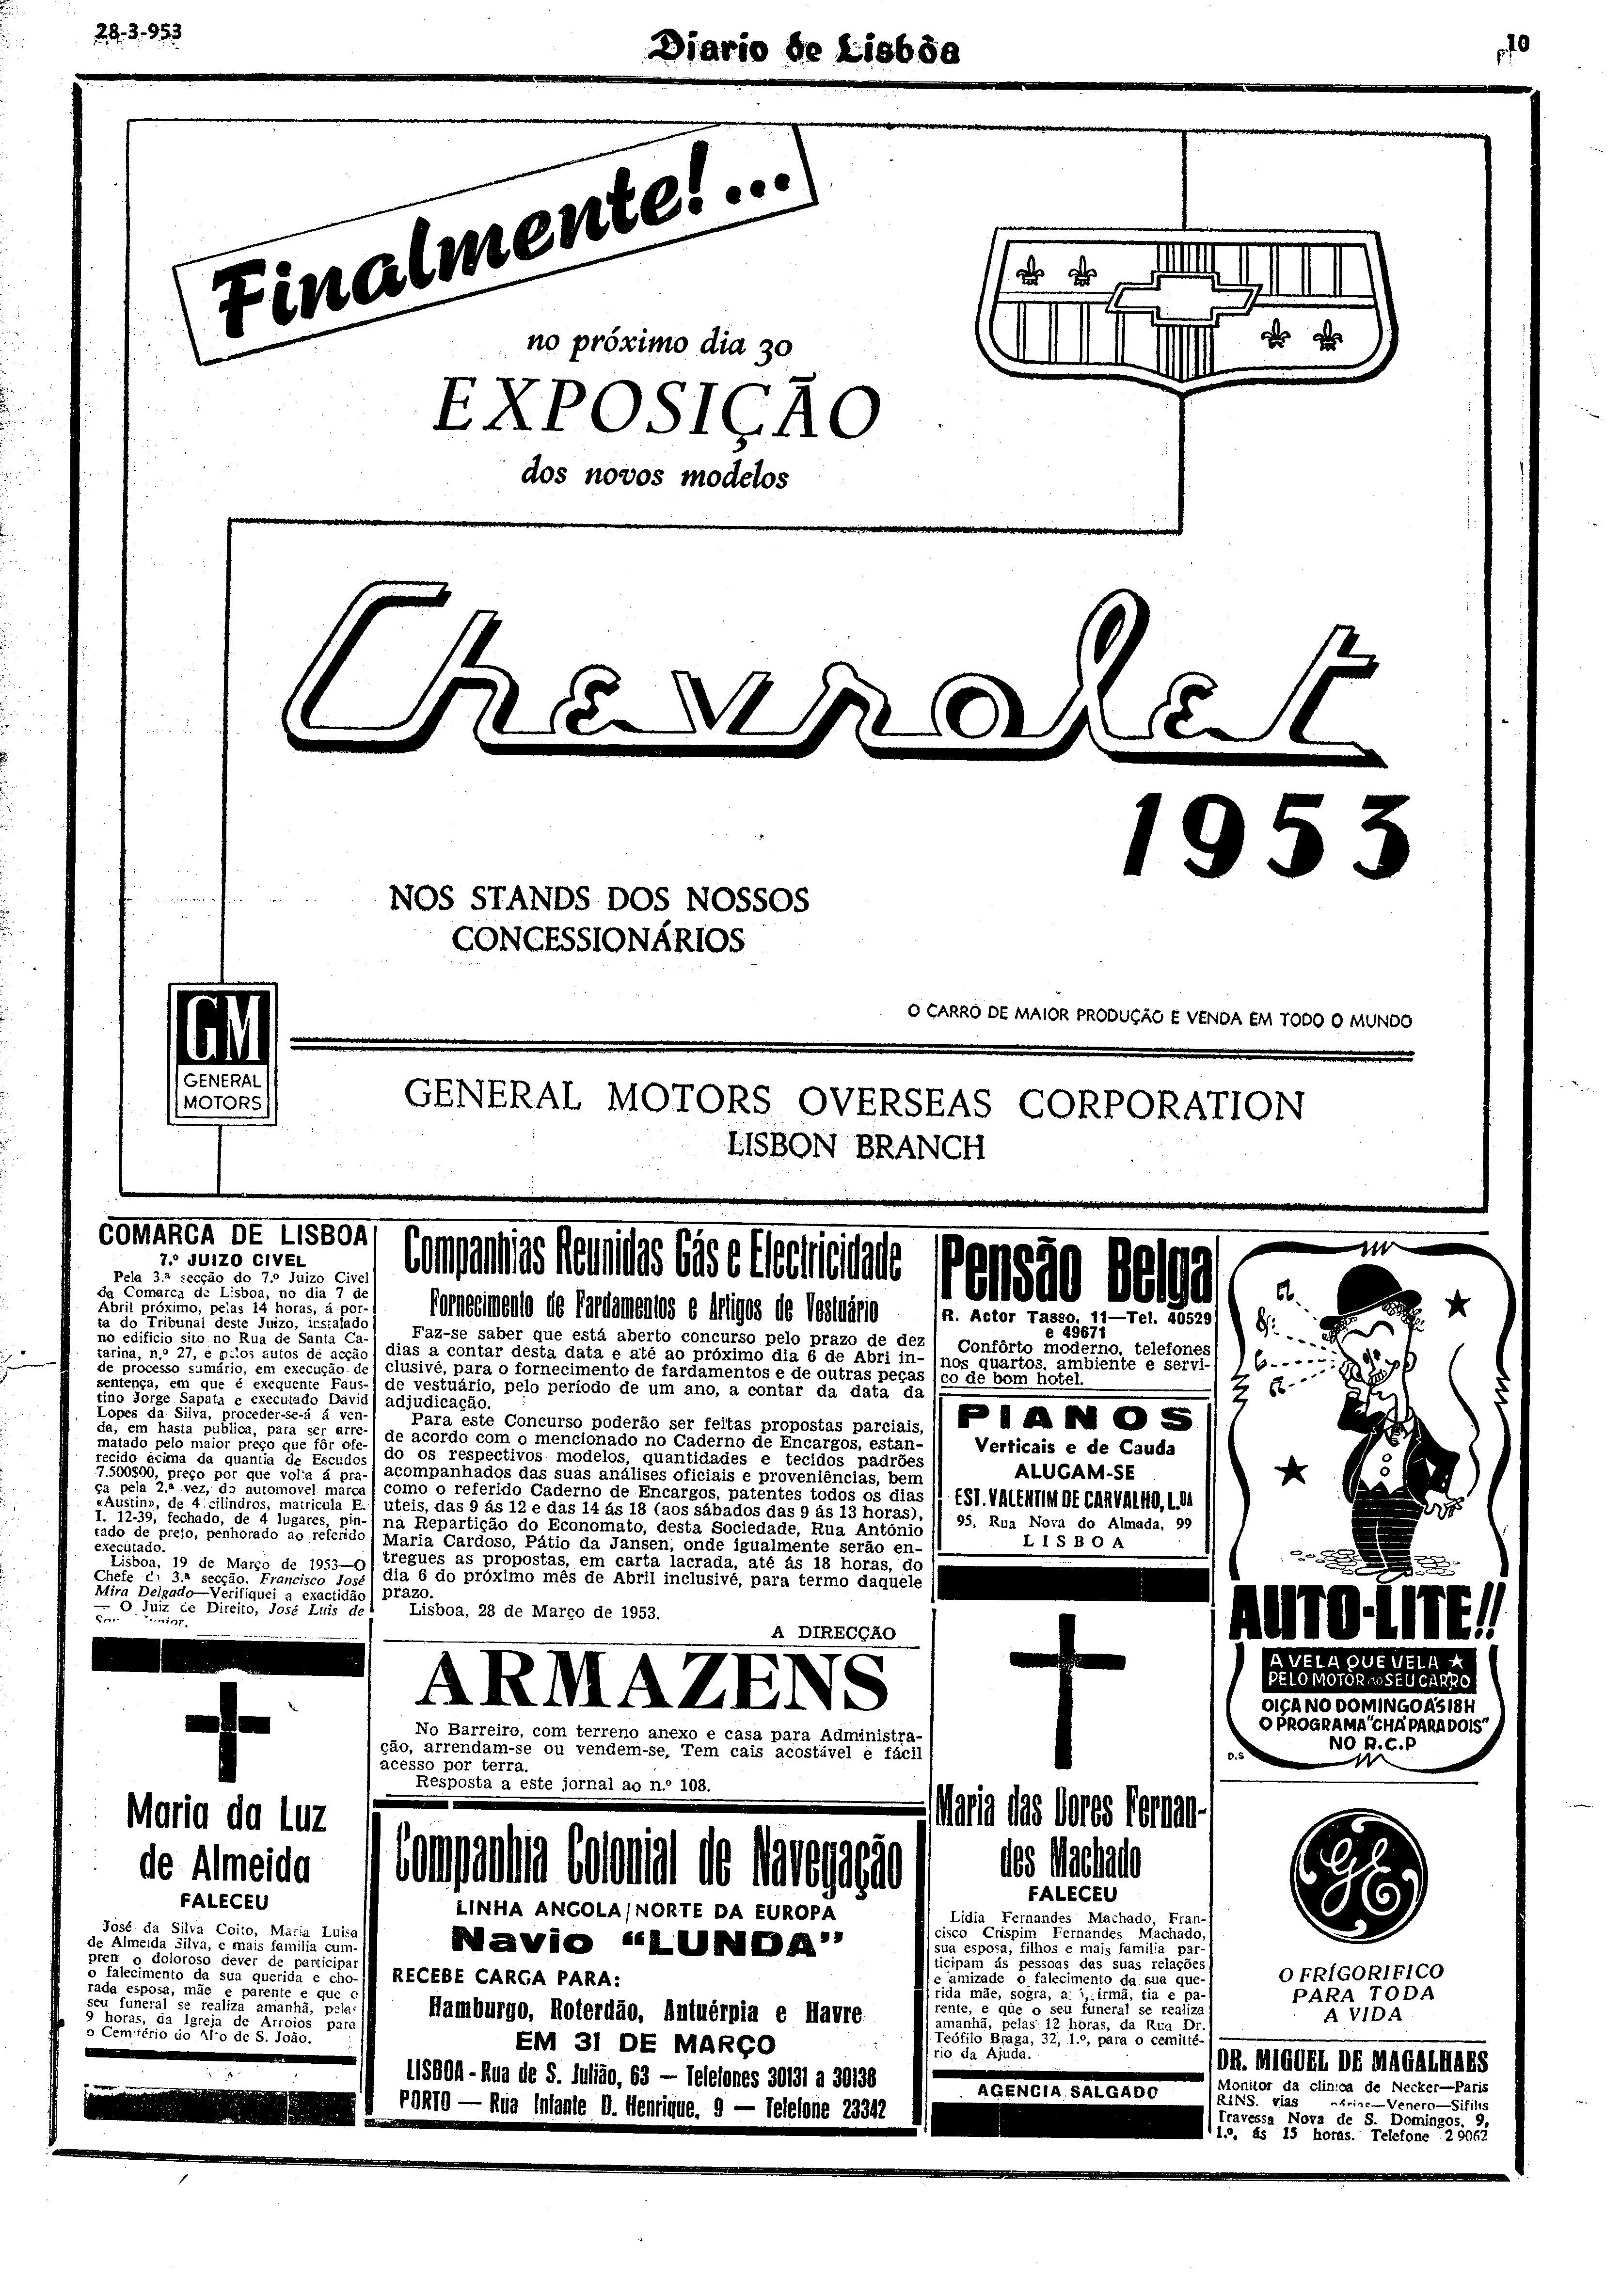 28-3-953
Diario de Lisbôa
p. 10
Finalmente!...
no próximo dia 30
EXPOSIÇÃO
dos novos modelos
Chevrolet
1953
NOS STANDS DOS NOSSOS
CONCESSIONÁRIOS
GM
GENERAL
MOTORS
O CARRO DE MAIOR PRODUÇÃO E VENDA EM TODO O MUNDO
GENERAL MOTORS OVERSEAS CORPORATION
LISBON BRANCH
COMARCA DE LISBOA
7.º JUIZO CIVEL
Pela 3.ª secção do 7.º Juizo Civel
da Comarca de Lisboa, no dia 7 de
Abril próximo, pelas 14 horas, á por-
ta do Tribunal deste Juizo, instalado
no edificio sito no Rua de Santa Ca-
tarina, n.º 27, e pelos autos de acção
de processo sumário, em execução de
sentença, em que é exequente Faus-
tino Jorge Sapata e executado David
Lopes da Silva, proceder-se-á á ven-
da, em hasta publica, para ser arre-
matado pelo maior preço que fôr ofe-
recido acima da quantia de Escudos
7.500$00, preço por que volta á pra-
ça pela 2.ª vez, do automovel marca
«Austin», de 4 cilindros, matricula E.
I. 12-39, fechado, de 4 lugares, pin-
tado de preto, penhorado ao referido
executado.
Lisboa, 19 de Março de 1953—O
Chefe da 3.ª secção, Francisco José
Mira Delgado—Verifiquei a exactidão
— O Juiz de Direito, José Luis de
Maria da Luz
de Almeida
FALECEU
José da Silva Coito, Maria Luisa
de Almeida Silva, e mais familia cum-
pren o doloroso dever de participar
o falecimento da sua querida e cho-
rada esposa, mãe e parente e que o
seu funeral se realiza amanhã, pelas
9 horas, da Igreja de Arroios para
o Cemitério do Alto de S. João.
Companhias Reunidas Gás e Electricidade
Fornecimento de Fardamentos e Artigos de Vestuário
Faz-se saber que está aberto concurso pelo prazo de dez
dias a contar desta data e até ao próximo dia 6 de Abri in-
clusivé, para o fornecimento de fardamentos e de outras peças
de vestuário, pelo período de um ano, a contar da data da
adjudicação.
Para este Concurso poderão ser feitas propostas parciais,
de acordo com o mencionado no Caderno de Encargos, estan-
do os respectivos modelos, quantidades e tecidos padrões
acompanhados das suas análises oficiais e proveniências, bem
como o referido Caderno de Encargos, patentes todos os dias
uteis, das 9 ás 12 e das 14 ás 18 (aos sábados das 9 ás 13 horas),
na Repartição do Economato, desta Sociedade, Rua António
Maria Cardoso, Pátio da Jansen, onde igualmente serão en-
tregues as propostas, em carta lacrada, até ás 18 horas, do
dia 6 do próximo mês de Abril inclusivé, para termo daquele
prazo.
Lisboa, 28 de Março de 1953.
A DIRECÇÃO
ARMAZENS
No Barreiro, com terreno anexo e casa para Administra-
ção, arrendam-se ou vendem-se, Tem cais acostável e fácil
acesso por terra.
Resposta a este jornal ao n.º 108.
Companhia Colonial de Navegação
LINHA ANGOLA/NORTE DA EUROPA
Navio "LUNDA"
RECEBE CARGA PARA:
Hamburgo, Roterdão, Antuérpia e Havre
EM 31 DE MARÇO
LISBOA - Rua de S. Julião, 63 — Telefones 30131 a 30138
PORTO — Rua Infante D. Henrique, 9 — Telefone 23342
Pensão Belga
R. Actor Tasso, 11—Tel. 40529
e 49671
Confôrto moderno, telefones
nos quartos, ambiente e servi-
ço de bom hotel.
PIANOS
Verticais e de Cauda
ALUGAM-SE
EST. VALENTIM DE CARVALHO, L.DA
95, Rua Nova do Almada, 99
LISBOA
Maria das Dores Fernan-
des Machado
FALECEU
Lidia Fernandes Machado, Fran-
cisco Crispim Fernandes Machado,
sua esposa, filhos e mais familia par-
ticipam ás pessoas das suas relações
e amizade o falecimento da sua que-
rida mãe, sogra, irmã, tia e pa-
rente, e que o seu funeral se realiza
amanhã, pelas 12 horas, da Rua Dr.
Teófilo Braga, 32, 1.º, para o cemité-
rio da Ajuda.
AGENCIA SALGADO
AUTO-LITE!!
A VELA QUE VELA
PELO MOTOR do SEU CARRO
OIÇA NO DOMINGO ÁS 18H
O PROGRAMA "CHÁ PARA DOIS"
NO R.C.P
D.S
GE
O FRÍGORIFICO
PARA TODA
A VIDA
DR. MIGUEL DE MAGALHAES
Monitor da clinica de Necker—Paris
RINS, vias —Venero—Sifilis
Travessa Nova de S. Domingos, 9,
1.º, ás 15 horas. Telefone 2 9062